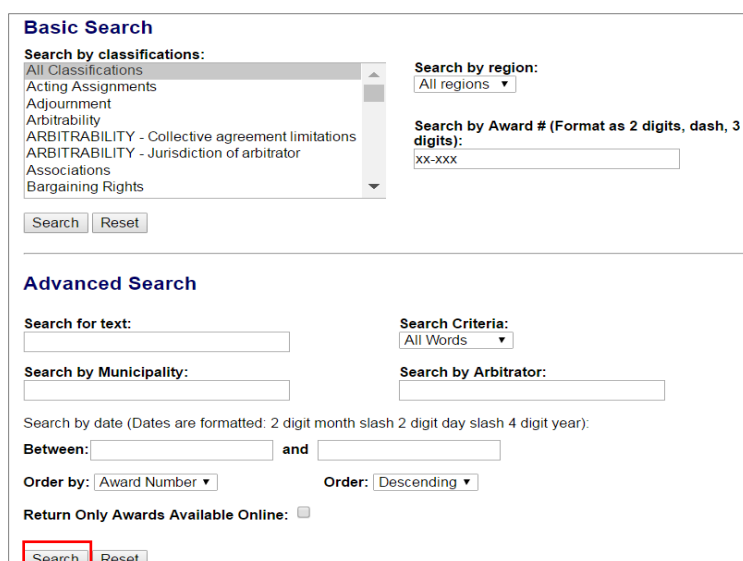 Basic Search
Search by classifications:
All Classifications
Acting Assignments
Adjournment
Arbitrability
ARBITRABILITY - Collective agreement limitations
ARBITRABILITY - Jurisdiction of arbitrator
Associations
Bargaining Rights
Search by region:
All regions
Search by Award # (Format as 2 digits, dash, 3
digits):
xx-xxx
Search Reset
Advanced Search
Search for text:
Search Criteria:
All Words
Search by Municipality:
Search by Arbitrator:
Search by date (Dates are formatted: 2 digit month slash 2 digit day slash 4 digit year):
Between: and
Order by: Award Number Order: Descending
Return Only Awards Available Online:
Search Reset